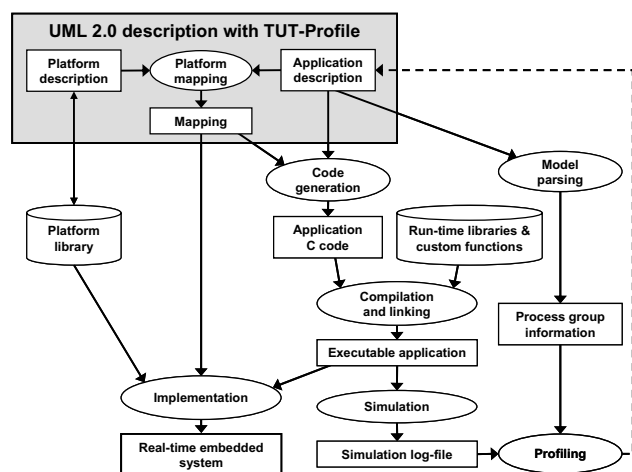 UML 2.0 description with TUT-Profile
Platform
description
Platform
mapping
Application
description
Mapping
Code
generation
Model
parsing
Platform
library
Application
C code
Run-time libraries &
custom functions
Compilation
and linking
Process group
information
Executable application
Implementation
Simulation
Real-time embedded
system
Simulation log-file
Profiling